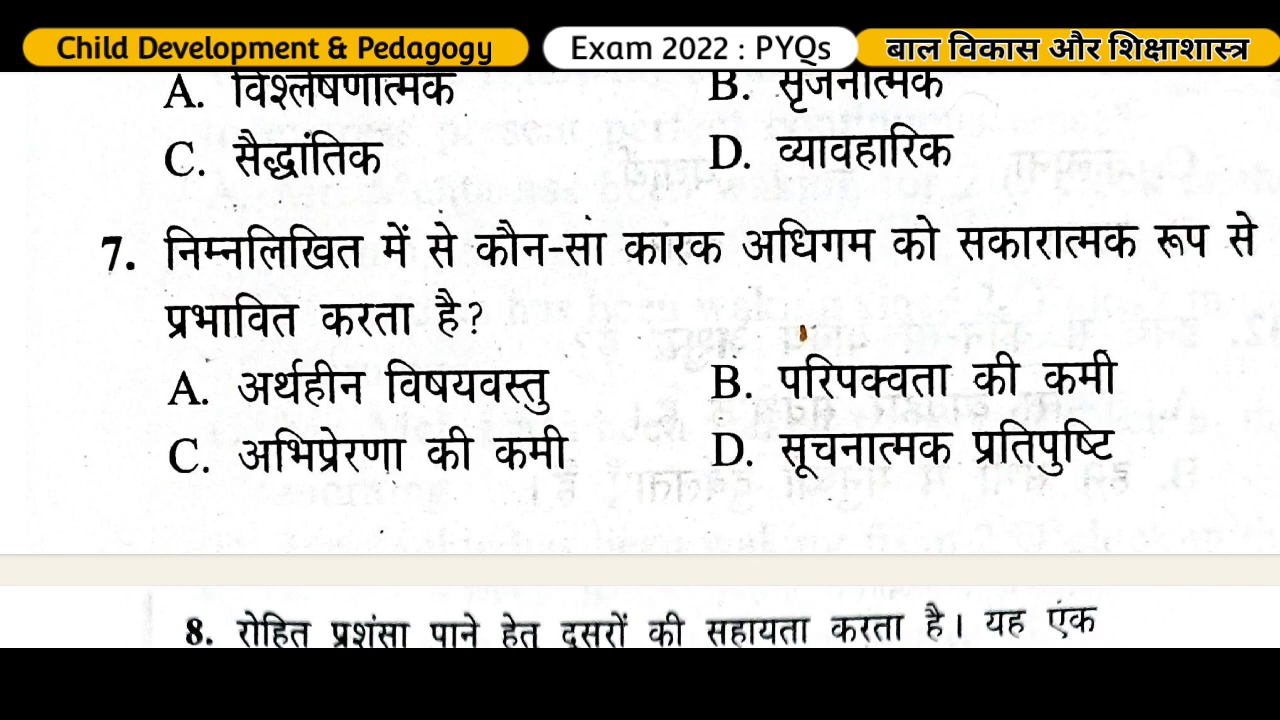 Child Development & Pedagogy Exam 2022 : PYQs बाल विकास और शिक्षाशास्त्र
A. विश्लेषणात्मक B. सृजनात्मक
C. सैद्धांतिक D. व्यावहारिक
7. निम्नलिखित में से कौन-सा कारक अधिगम को सकारात्मक रूप से
प्रभावित करता है?
A. अर्थहीन विषयवस्तु B. परिपक्वता की कमी
C. अभिप्रेरणा की कमी D. सूचनात्मक प्रतिपुष्टि
8. रोहित प्रशंसा पाने हेतु दूसरों की सहायता करता है। यह एक